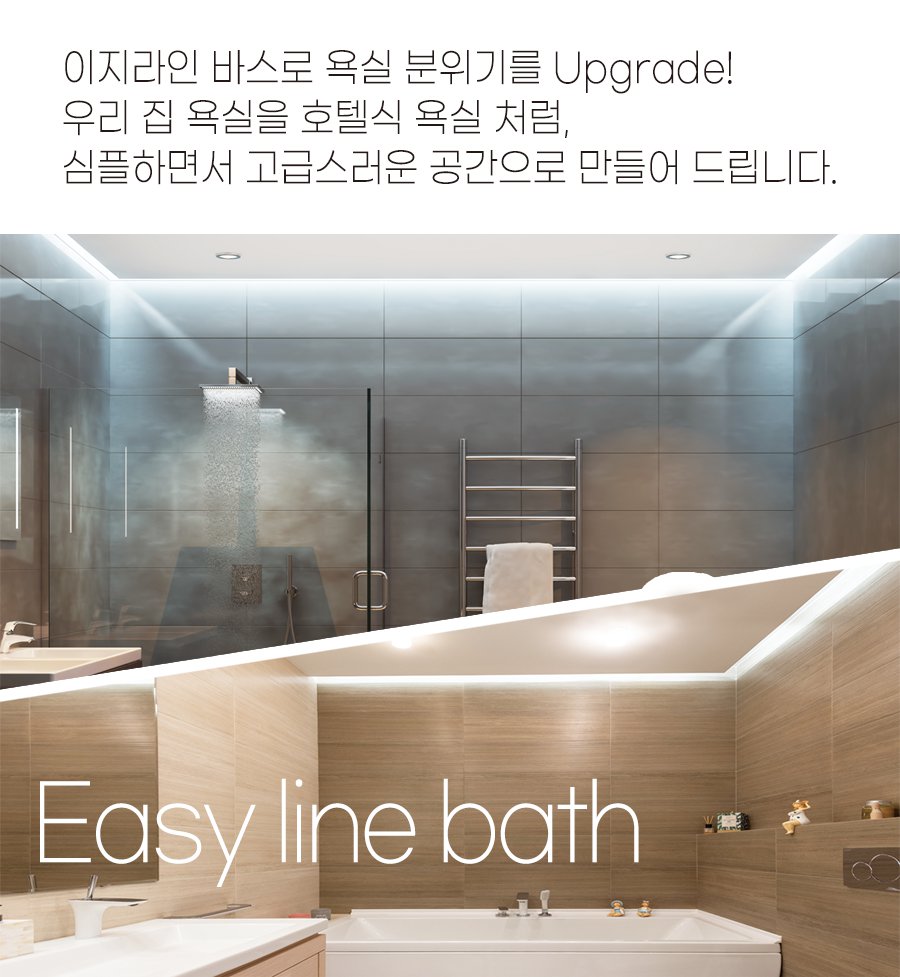 이지라인 바스로 욕실 분위기를 Upgrade!
우리 집 욕실을 호텔식 욕실 처럼,
심플하면서 고급스러운 공간으로 만들어 드립니다.
Easy line bath